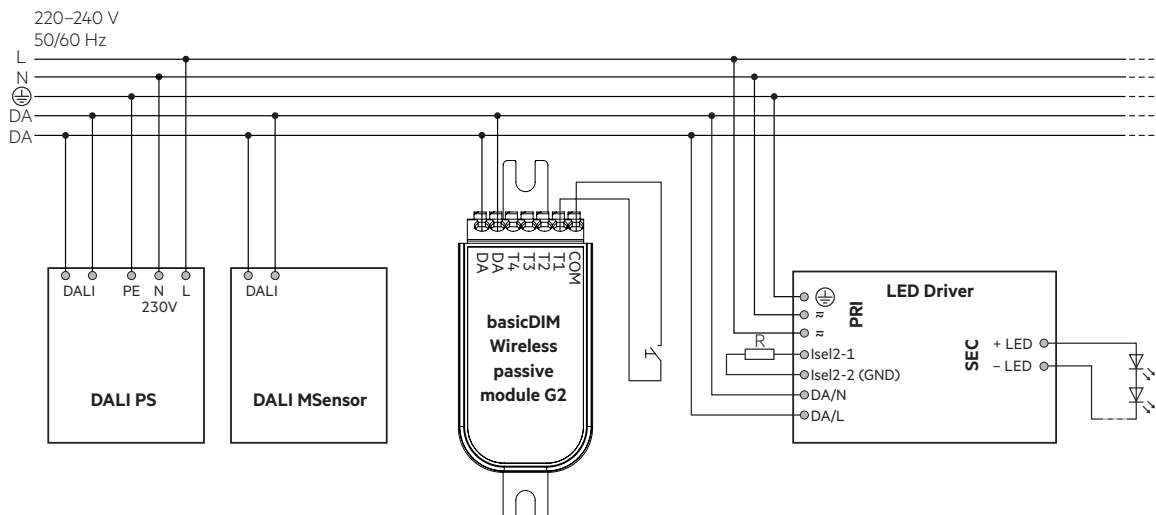 220–240 V
50/60 Hz
L
N
DA
DA
DALI PE N L
230V
DALI PS
DALI
DALI MSensor
DA DA T4 T3 T2 T1 COM
basicDIM
Wireless
passive
module G2
LED Driver
PRI
R
Isel2-1
Isel2-2 (GND)
DA/N
DA/L
SEC
+ LED
– LED